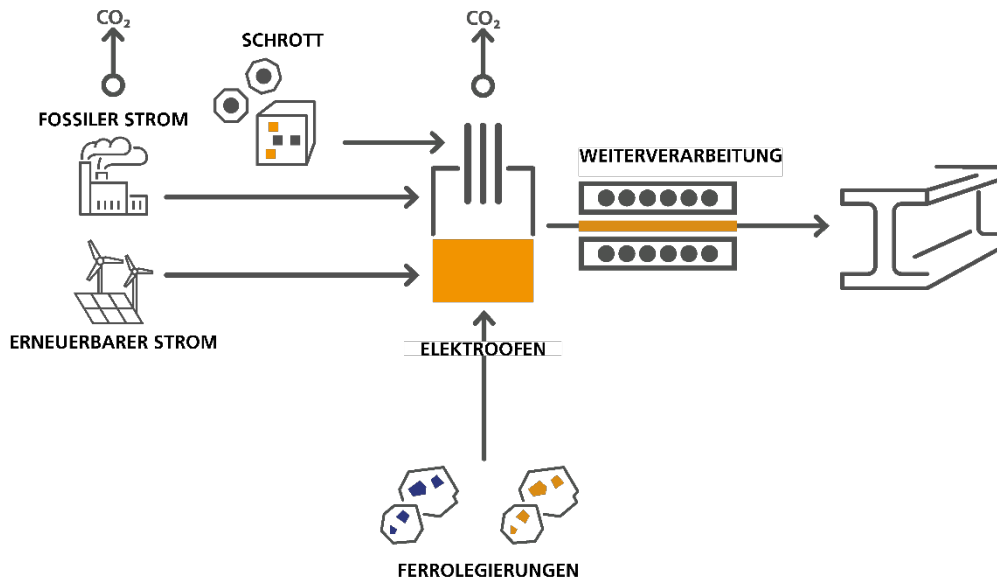 CO₂
CO₂
SCHROTT
FOSSILER STROM
WEITERVERARBEITUNG
ERNEUERBARER STROM
ELEKTROOFEN
FERROLEGIERUNGEN